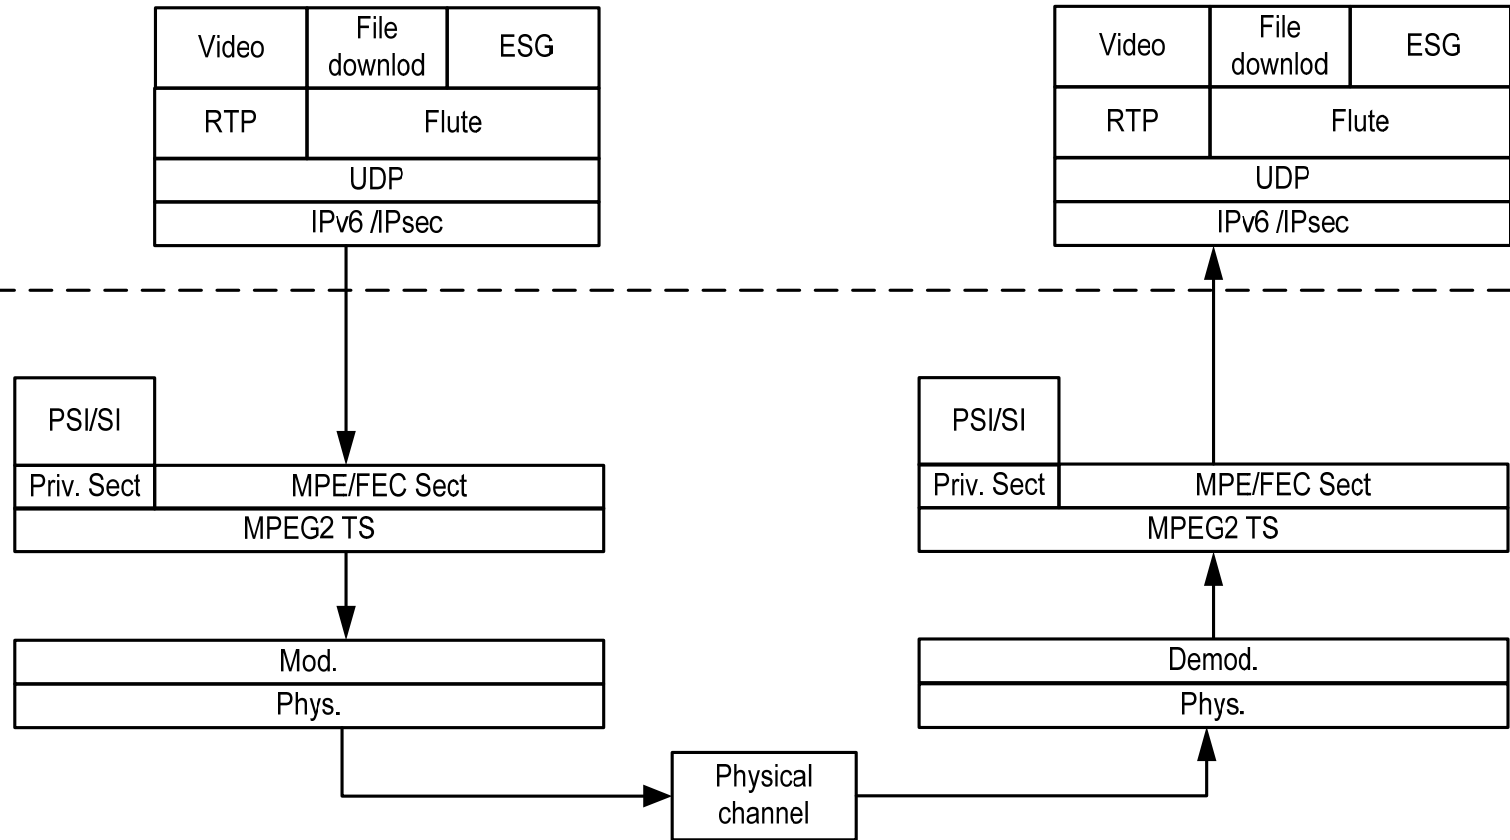 Video
File
downlod
ESG
RTP
Flute
UDP
IPv6 /IPsec
Video
File
downlod
ESG
RTP
Flute
UDP
IPv6 /IPsec
PSI/SI
Priv. Sect
MPE/FEC Sect
MPEG2 TS
PSI/SI
Priv. Sect
MPE/FEC Sect
MPEG2 TS
Mod.
Phys.
Demod.
Phys.
Physical
channel